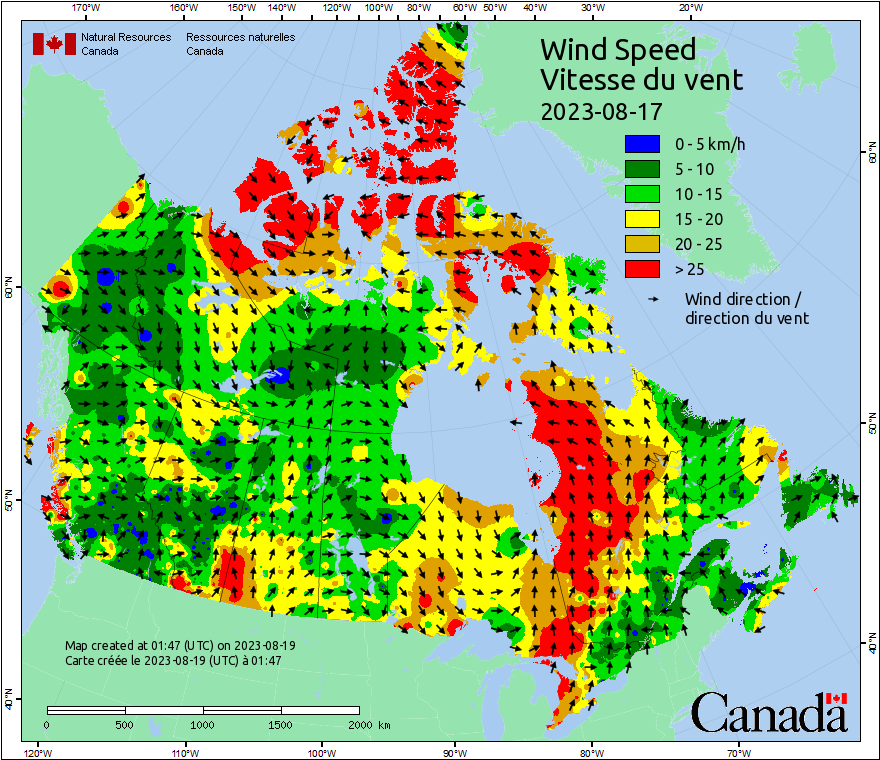 170°W 160°W 150°W 140°W 120°W 100°W 80°W 60°W 50°W 40°W 30°W 20°W
Natural Resources Canada
Ressources naturelles Canada
Wind Speed
Vitesse du vent
2023-08-17
0 - 5 km/h
5 - 10
10 - 15
15 - 20
20 - 25
> 25
Wind direction /
direction du vent
60°N
50°N
40°N
60°N
50°N
40°N
Map created at 01:47 (UTC) on 2023-08-19
Carte créée le 2023-08-19 (UTC) à 01:47
0 500 1000 1500 2000 km
Canada
120°W 110°W 100°W 90°W 80°W 70°W